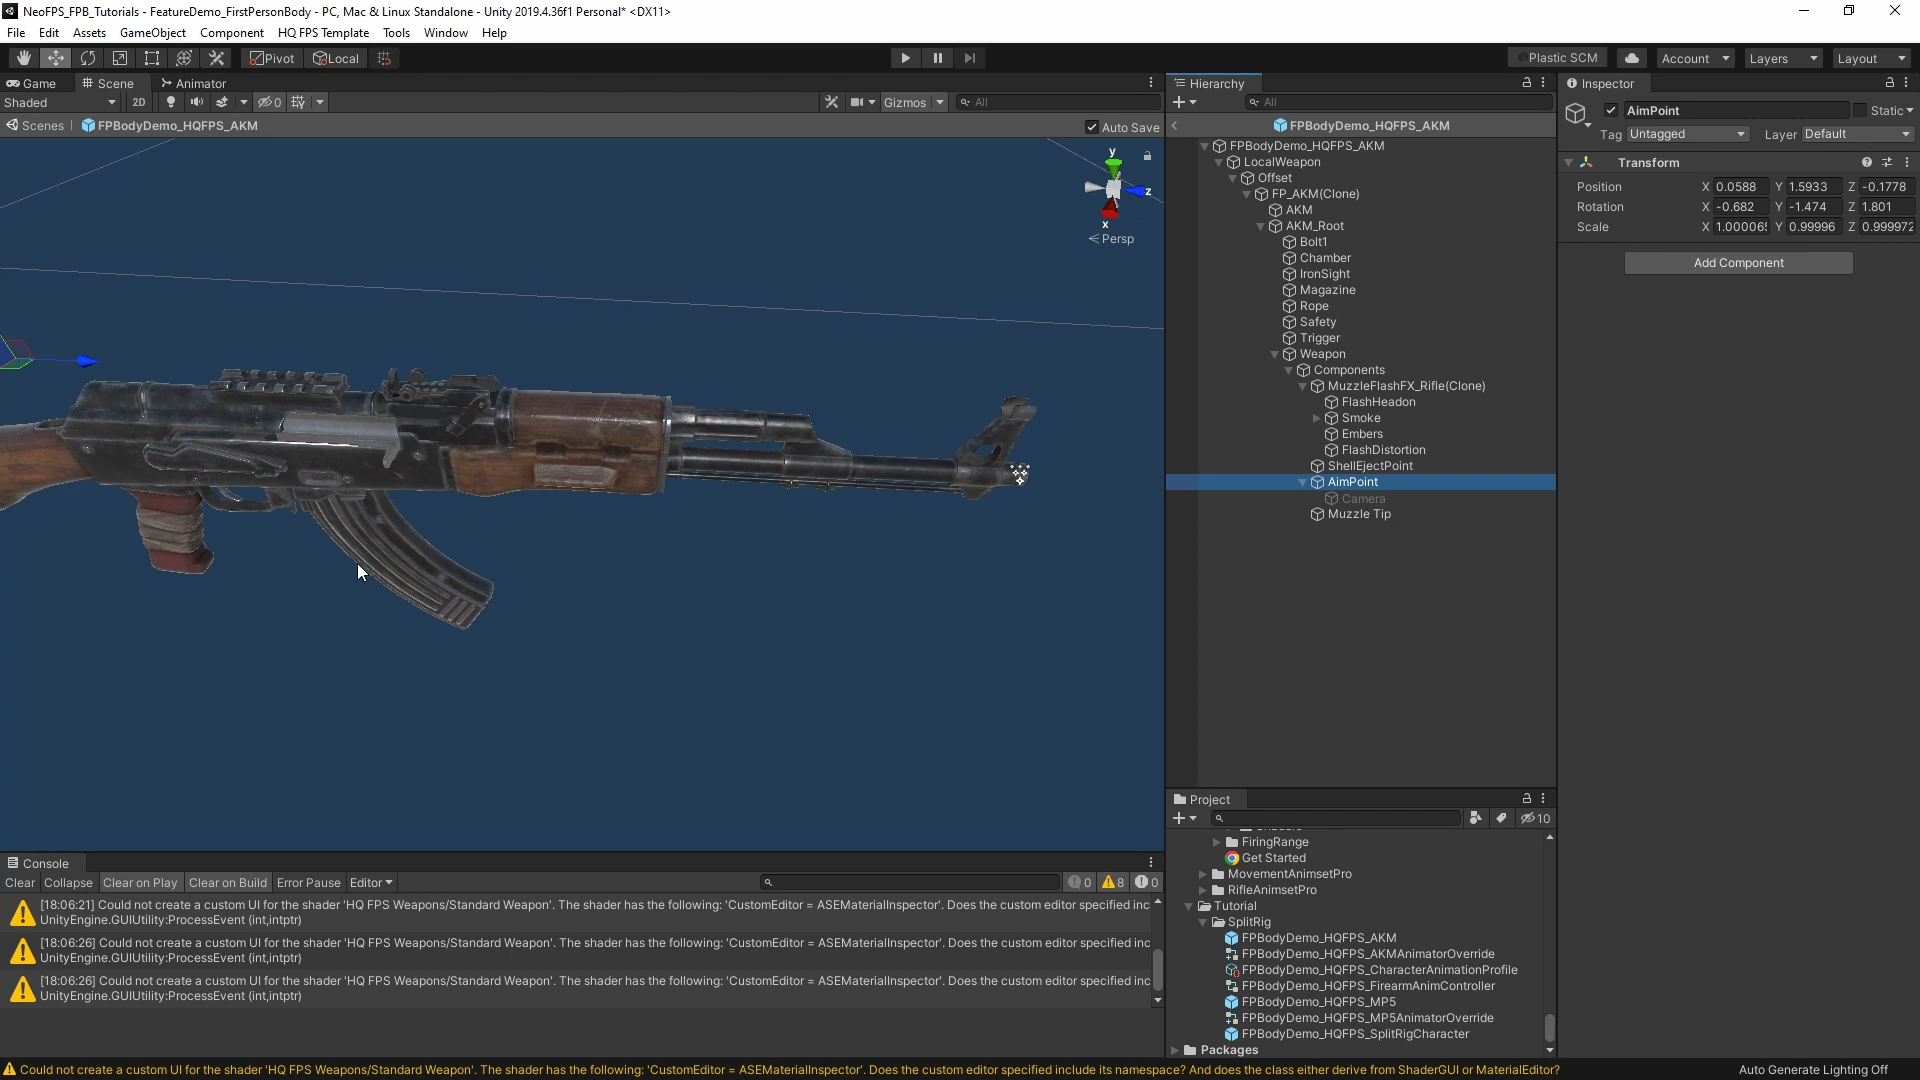 NeoFPS_FPB_Tutorials - FeatureDemo_FirstPersonBody - PC, Mac & Linux Standalone - Unity 2019.4.36f1 Personal* <DX11>
File Edit Assets GameObject Component HQ FPS Template Tools Window Help
Pivot Local Plastic SCM Account Layers Layout
Game Scene Animator
Shaded 2D 0 Gizmos All
Scenes FPBodyDemo_HQFPS_AKM Auto Save
y
z
x
Persp
Hierarchy
All
FPBodyDemo_HQFPS_AKM
FPBodyDemo_HQFPS_AKM
LocalWeapon
Offset
FP_AKM(Clone)
AKM
AKM_Root
Bolt1
Chamber
IronSight
Magazine
Rope
Safety
Trigger
Weapon
Components
MuzzleFlashFX_Rifle(Clone)
FlashHeadon
Smoke
Embers
FlashDistortion
ShellEjectPoint
AimPoint
Camera
Muzzle Tip
Inspector
AimPoint Static
Tag Untagged Layer Default
Transform
Position X 0.0588 Y 1.5933 Z -0.1778
Rotation X -0.682 Y -1.474 Z 1.801
Scale X 1.000065 Y 0.99996 Z 0.999972
Add Component
Project
10
FiringRange
Get Started
MovementAnimsetPro
RifleAnimsetPro
Tutorial
SplitRig
FPBodyDemo_HQFPS_AKM
FPBodyDemo_HQFPS_AKMAnimatorOverride
FPBodyDemo_HQFPS_CharacterAnimationProfile
FPBodyDemo_HQFPS_FirearmAnimController
FPBodyDemo_HQFPS_MP5
FPBodyDemo_HQFPS_MP5AnimatorOverride
FPBodyDemo_HQFPS_SplitRigCharacter
Packages
Console
Clear Collapse Clear on Play Clear on Build Error Pause Editor 0 8 0
[18:06:21] Could not create a custom UI for the shader 'HQ FPS Weapons/Standard Weapon'. The shader has the following: 'CustomEditor = ASEMaterialInspector'. Does the custom editor specified inc
UnityEngine.GUIUtility:ProcessEvent (int,intptr)
[18:06:26] Could not create a custom UI for the shader 'HQ FPS Weapons/Standard Weapon'. The shader has the following: 'CustomEditor = ASEMaterialInspector'. Does the custom editor specified inc
UnityEngine.GUIUtility:ProcessEvent (int,intptr)
[18:06:26] Could not create a custom UI for the shader 'HQ FPS Weapons/Standard Weapon'. The shader has the following: 'CustomEditor = ASEMaterialInspector'. Does the custom editor specified inc
UnityEngine.GUIUtility:ProcessEvent (int,intptr)
Could not create a custom UI for the shader 'HQ FPS Weapons/Standard Weapon'. The shader has the following: 'CustomEditor = ASEMaterialInspector'. Does the custom editor specified include its namespace? And does the class either derive from ShaderGUI or MaterialEditor?
Auto Generate Lighting Off